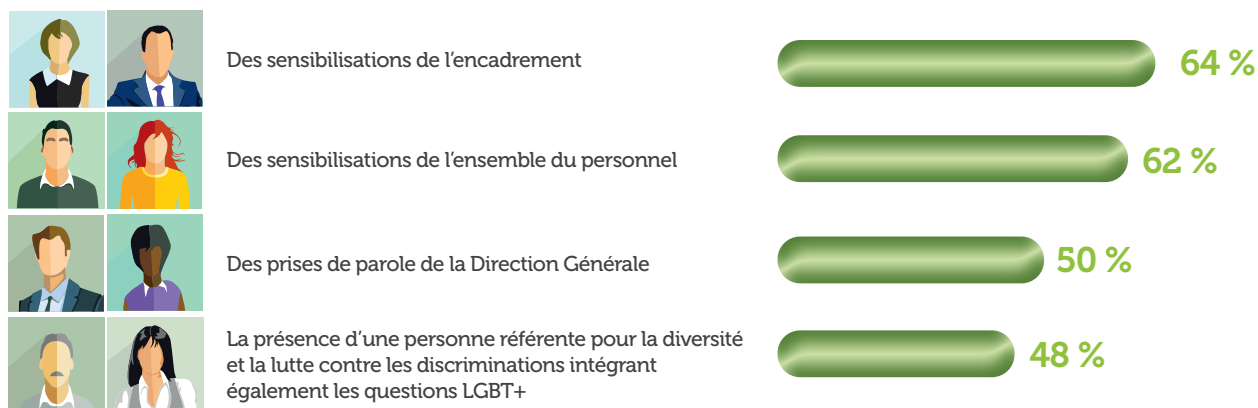 Des sensibilisations de l’encadrement
64 %
Des sensibilisations de l’ensemble du personnel
62 %
Des prises de parole de la Direction Générale
50 %
La présence d’une personne référente pour la diversité
et la lutte contre les discriminations intégrant
également les questions LGBT+
48 %